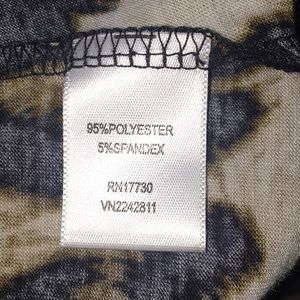 95%POLYESTER
5%SPANDEX
RN17730
VN2242811